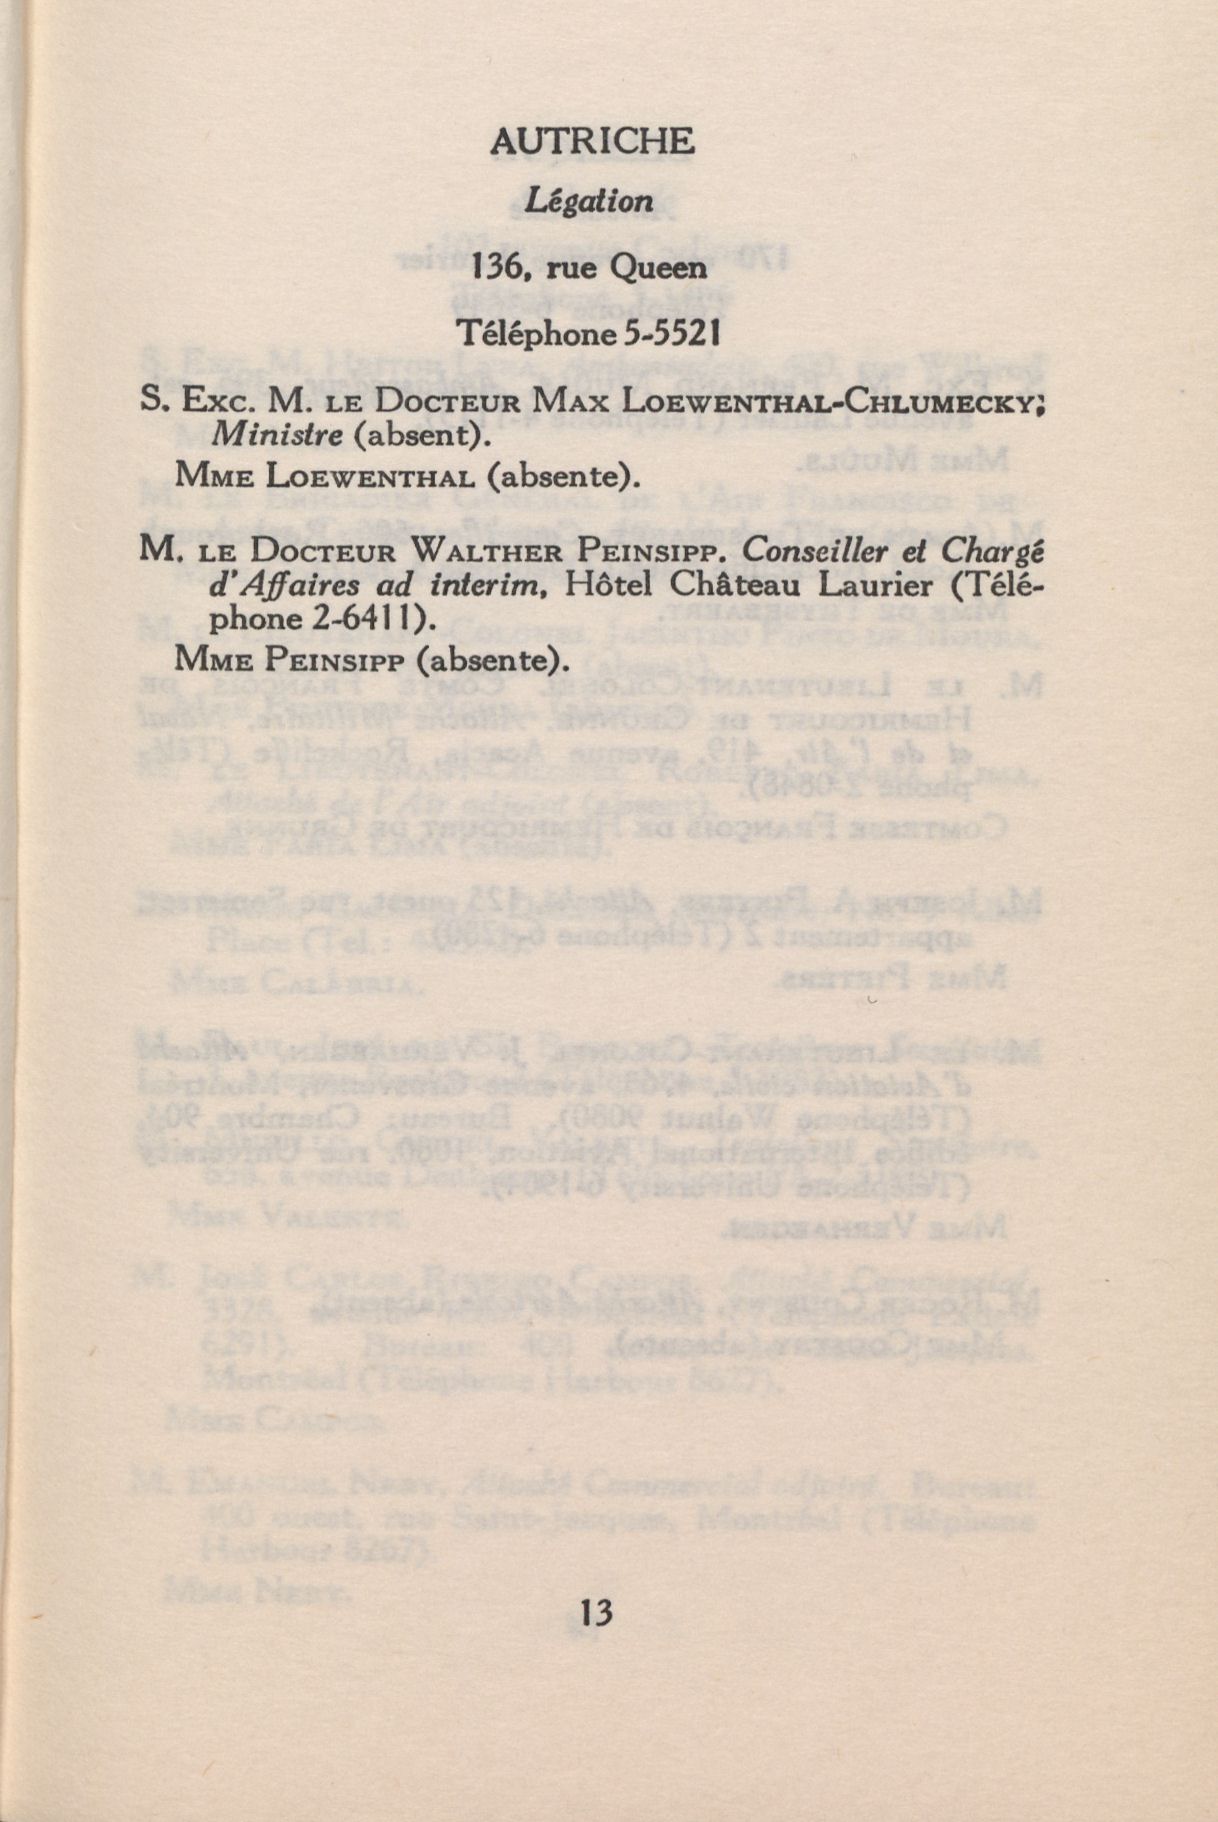 AUTRICHE
Légation
136, rue Queen
Téléphone 5-5521
S. Exc. M. le Docteur Max Loewenthal-Chlumecky;
Ministre (absent).
Mme Loewenthal (absente).
M. le Docteur Walther Peinsipp. Conseiller et Chargé
d'Affaires ad interim, Hôtel Château Laurier (Télé-
phone 2-6411).
Mme Peinsipp (absente).
13